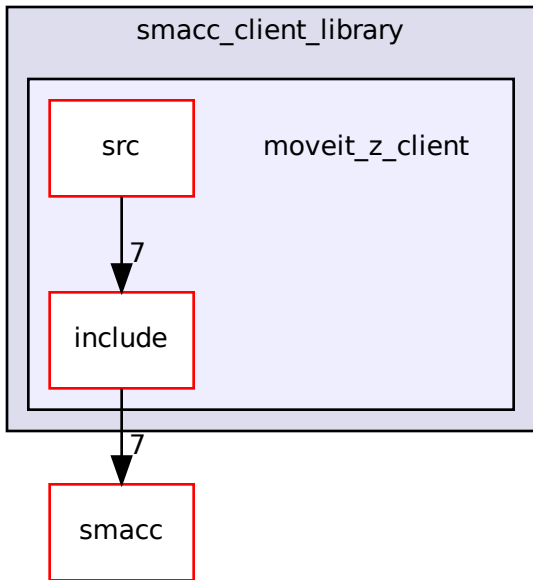 smacc_client_library
src
moveit_z_client
7
include
7
smacc